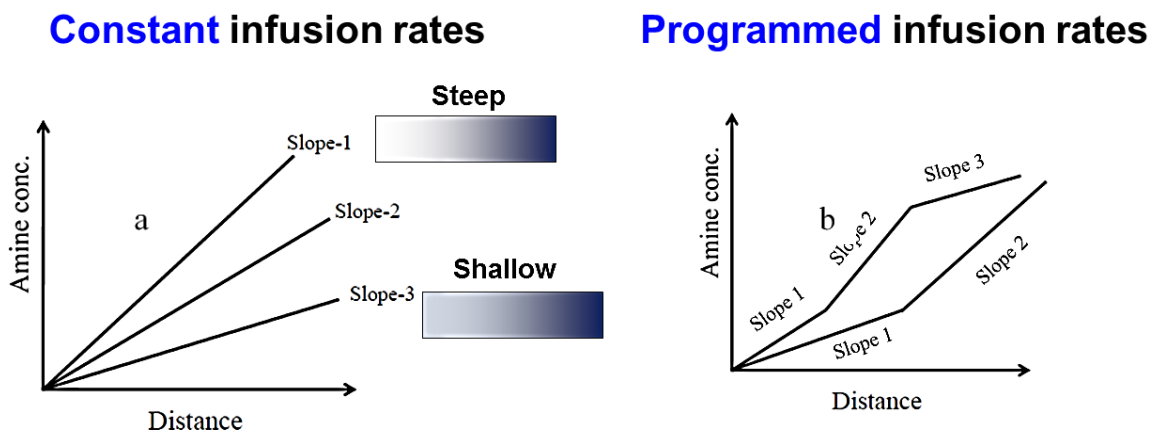 Constant infusion rates
Steep
Slope-1
a
Slope-2
Shallow
Slope-3
Amine conc.
Distance
Programmed infusion rates
Slope 3
b
Slope 2
Slope 2
Slope 1
Slope 1
Amine conc.
Distance